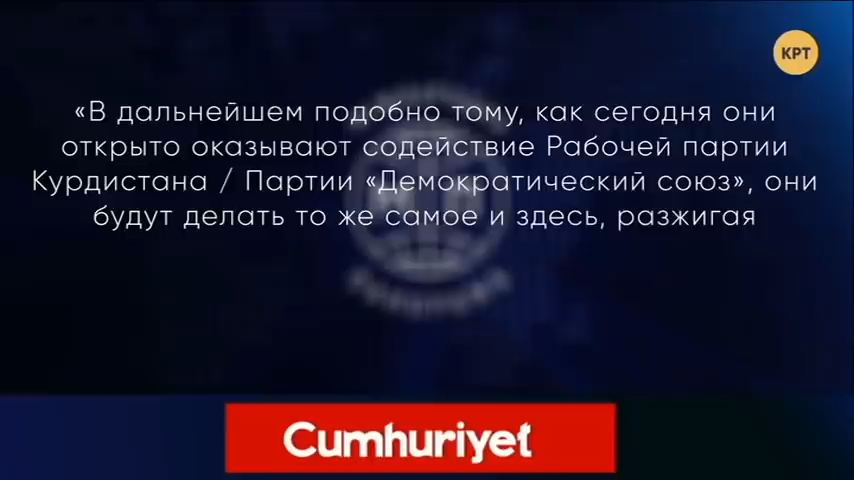 КРТ
«В дальнейшем подобно тому, как сегодня они
открыто оказывают содействие Рабочей партии
Курдистана / Партии «Демократический союз», они
будут делать то же самое и здесь, разжигая
Cumhuriyet